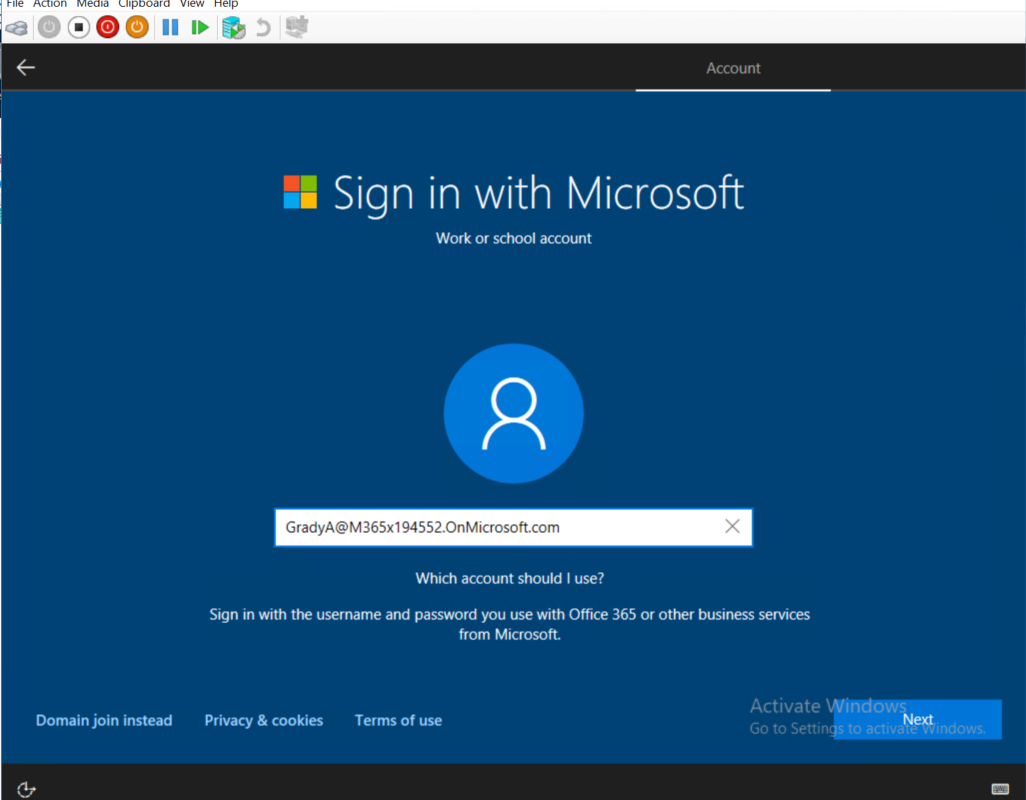 File Action Media Clipboard View Help
Account
Sign in with Microsoft
Work or school account
GradyA@M365x194552.OnMicrosoft.com
Which account should I use?
Sign in with the username and password you use with Office 365 or other business services
from Microsoft.
Domain join instead Privacy & cookies Terms of use
Activate Windows
Next
Go to Settings to activate Windows.